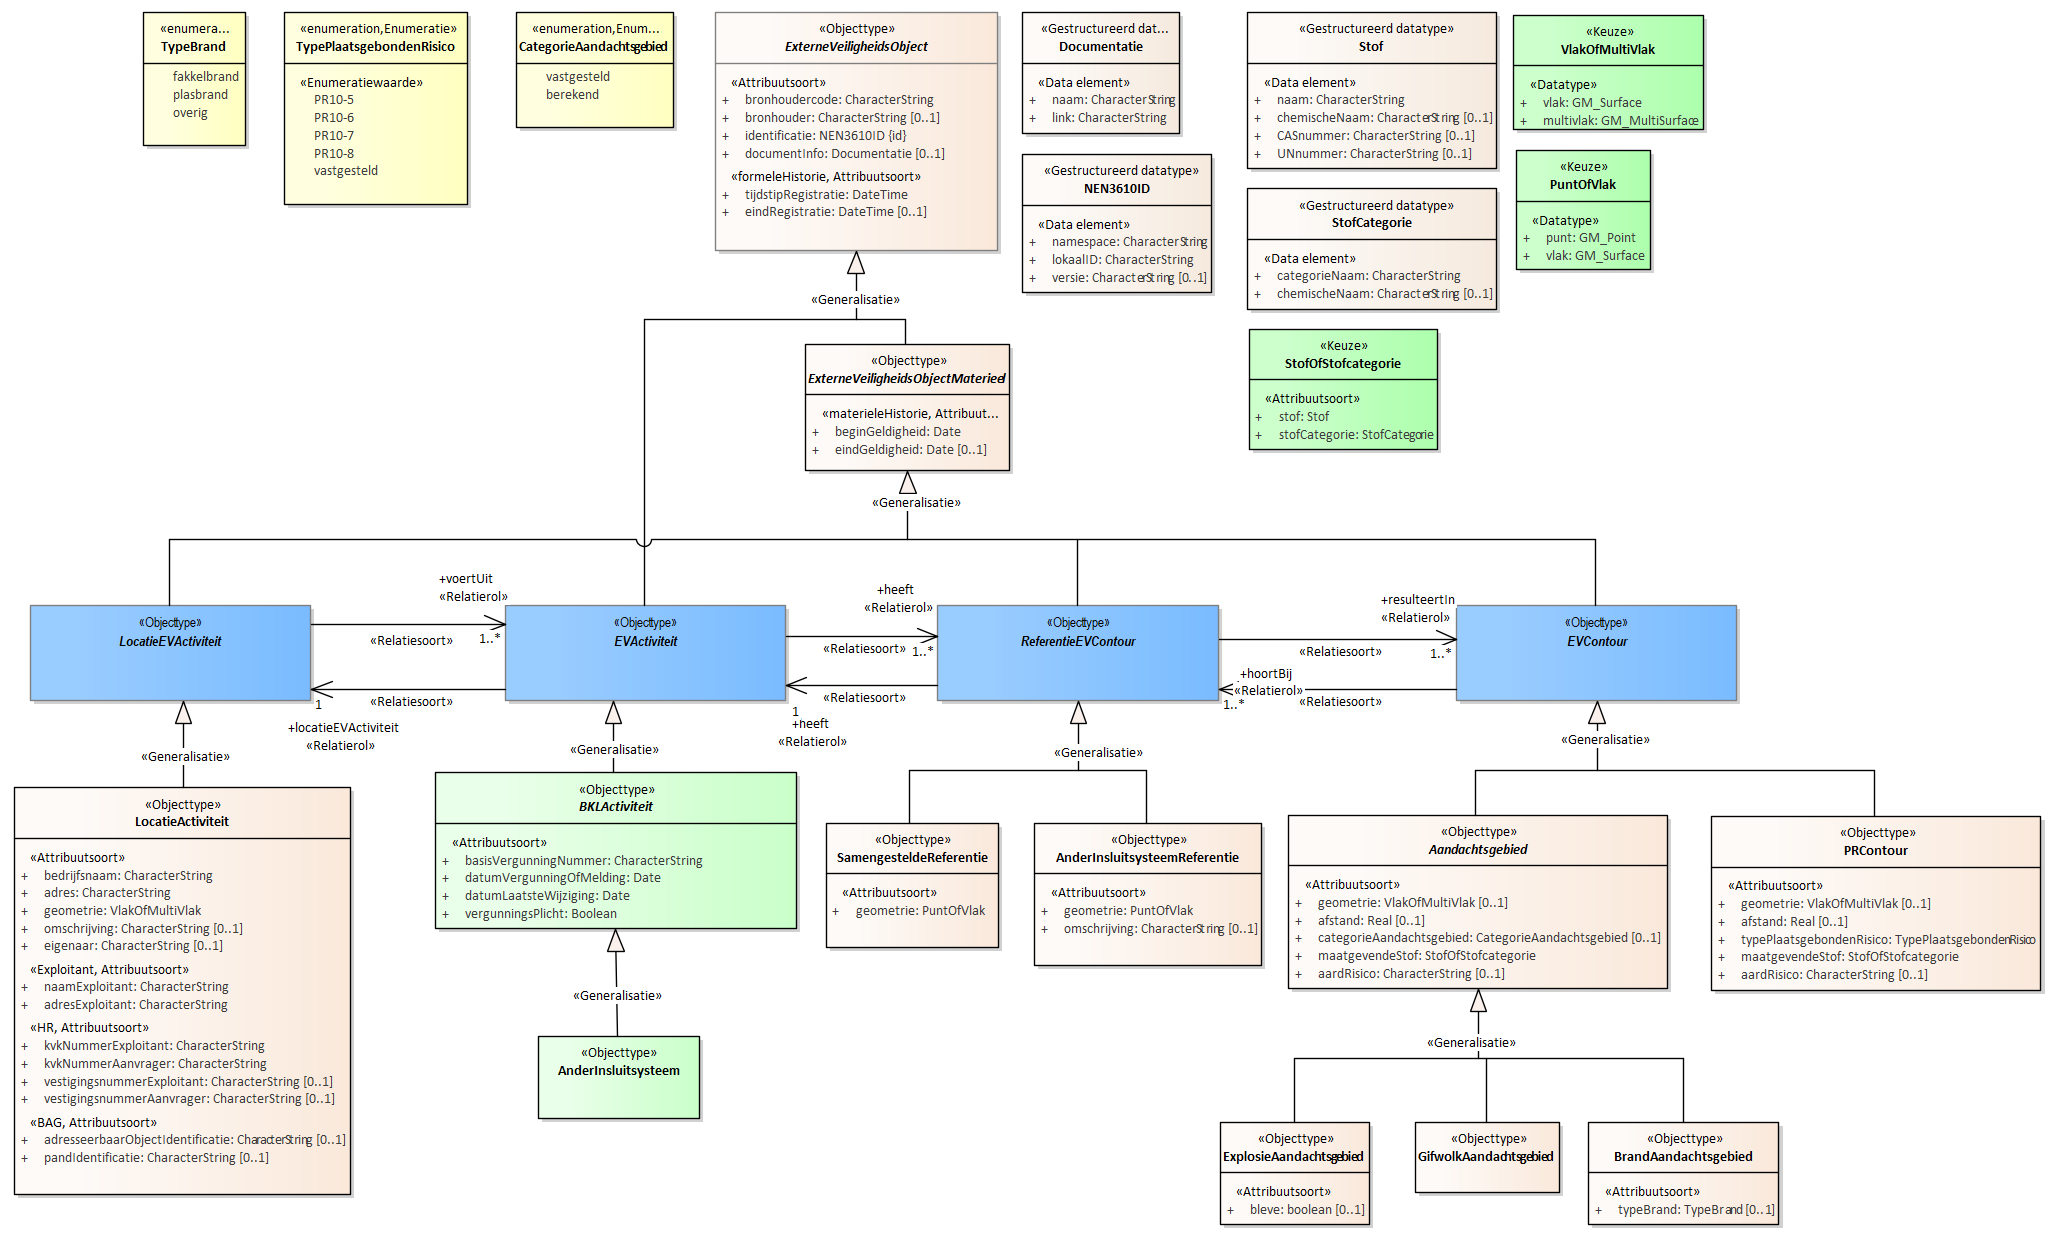 «enumera...
TypeBrand
fakkelbrand
plasbrand
overig
«enumeration,Enumeratie»
TypePlaatsgebondenRisico
«Enumeratiewaarde»
PR10-5
PR10-6
PR10-7
PR10-8
vastgesteld
«enumeration,Enum...
CategorieAandachtsgebied
vastgesteld
berekend
«Objecttype»
ExterneVeiligheidsObject
«Attribuutsoort»
+ bronhoudercode: CharacterString
+ bronhouder: CharacterString [0..1]
+ identificatie: NEN3610ID {id}
+ documentInfo: Documentatie [0..1]
«formeleHistorie, Attribuutsoort»
+ tijdstipRegistratie: DateTime
+ eindRegistratie: DateTime [0..1]
«Gestructureerd dat...
Documentatie
«Data element»
+ naam: CharacterString
+ link: CharacterString
«Gestructureerd datatype»
NEN3610ID
«Data element»
+ namespace: CharacterString
+ lokaalID: CharacterString
+ versie: CharacterString [0..1]
«Gestructureerd datatype»
Stof
«Data element»
+ naam: CharacterString
+ chemischeNaam: CharacterString [0..1]
+ CASnummer: CharacterString [0..1]
+ UNnummer: CharacterString [0..1]
«Gestructureerd datatype»
StofCategorie
«Data element»
+ categorieNaam: CharacterString
+ chemischeNaam: CharacterString [0..1]
«Keuze»
StofOfStofcategorie
«Attribuutsoort»
+ stof: Stof
+ stofCategorie: StofCategorie
«Keuze»
VlakOfMultiVlak
«Datatype»
+ vlak: GM_Surface
+ multivlak: GM_MultiSurface
«Keuze»
PuntOfVlak
«Datatype»
+ punt: GM_Point
+ vlak: GM_Surface
«Generalisatie»
«Objecttype»
ExterneVeiligheidsObjectMaterieel
«materieleHistorie, Attribuut...
+ beginGeldigheid: Date
+ eindGeldigheid: Date [0..1]
«Generalisatie»
«Objecttype»
LocatieEVActiviteit
+voertUit
«Relatierol»
«Relatiesoort»
1..*
«Relatiesoort»
1
+locatieEVActiviteit
«Relatierol»
«Objecttype»
EVActiviteit
+heeft
«Relatierol»
«Relatiesoort»
1..*
«Relatiesoort»
1
+heeft
«Relatierol»
«Objecttype»
ReferentieEVContour
+resulteertIn
«Relatierol»
«Relatiesoort»
1..*
+hoortBij
«Relatierol»
1..*
«Relatiesoort»
«Objecttype»
EVContour
«Generalisatie»
«Generalisatie»
«Generalisatie»
«Generalisatie»
«Objecttype»
LocatieActiviteit
«Attribuutsoort»
+ bedrijfsnaam: CharacterString
+ adres: CharacterString
+ geometrie: VlakOfMultiVlak
+ omschrijving: CharacterString [0..1]
+ eigenaar: CharacterString [0..1]
«Exploitant, Attribuutsoort»
+ naamExploitant: CharacterString
+ adresExploitant: CharacterString
«HR, Attribuutsoort»
+ kvkNummerExploitant: CharacterString
+ kvkNummerAanvrager: CharacterString
+ vestigingsnummerExploitant: CharacterString [0..1]
+ vestigingsnummerAanvrager: CharacterString [0..1]
«BAG, Attribuutsoort»
+ adresseerbaarObjectIdentificatie: CharacterString [0..1]
+ pandIdentificatie: CharacterString [0..1]
«Objecttype»
BKLActiviteit
«Attribuutsoort»
+ basisVergunningNummer: CharacterString
+ datumVergunningOfMelding: Date
+ datumLaatsteWijziging: Date
+ vergunningsPlicht: Boolean
«Generalisatie»
«Objecttype»
AnderInsluitsysteem
«Objecttype»
SamengesteldeReferentie
«Attribuutsoort»
+ geometrie: PuntOfVlak
«Objecttype»
AnderInsluitsysteemReferentie
«Attribuutsoort»
+ geometrie: PuntOfVlak
+ omschrijving: CharacterString [0..1]
«Objecttype»
Aandachtsgebied
«Attribuutsoort»
+ geometrie: VlakOfMultiVlak [0..1]
+ afstand: Real [0..1]
+ categorieAandachtsgebied: CategorieAandachtsgebied [0..1]
+ maatgevendeStof: StofOfStofcategorie
+ aardRisico: CharacterString [0..1]
«Objecttype»
PRContour
«Attribuutsoort»
+ geometrie: VlakOfMultiVlak [0..1]
+ afstand: Real [0..1]
+ typePlaatsgebondenRisico: TypePlaatsgebondenRisico
+ maatgevendeStof: StofOfStofcategorie
+ aardRisico: CharacterString [0..1]
«Generalisatie»
«Objecttype»
ExplosieAandachtsgebied
«Attribuutsoort»
+ bleve: boolean [0..1]
«Objecttype»
GifwolkAandachtsgebied
«Objecttype»
BrandAandachtsgebied
«Attribuutsoort»
+ typeBrand: TypeBrand [0..1]